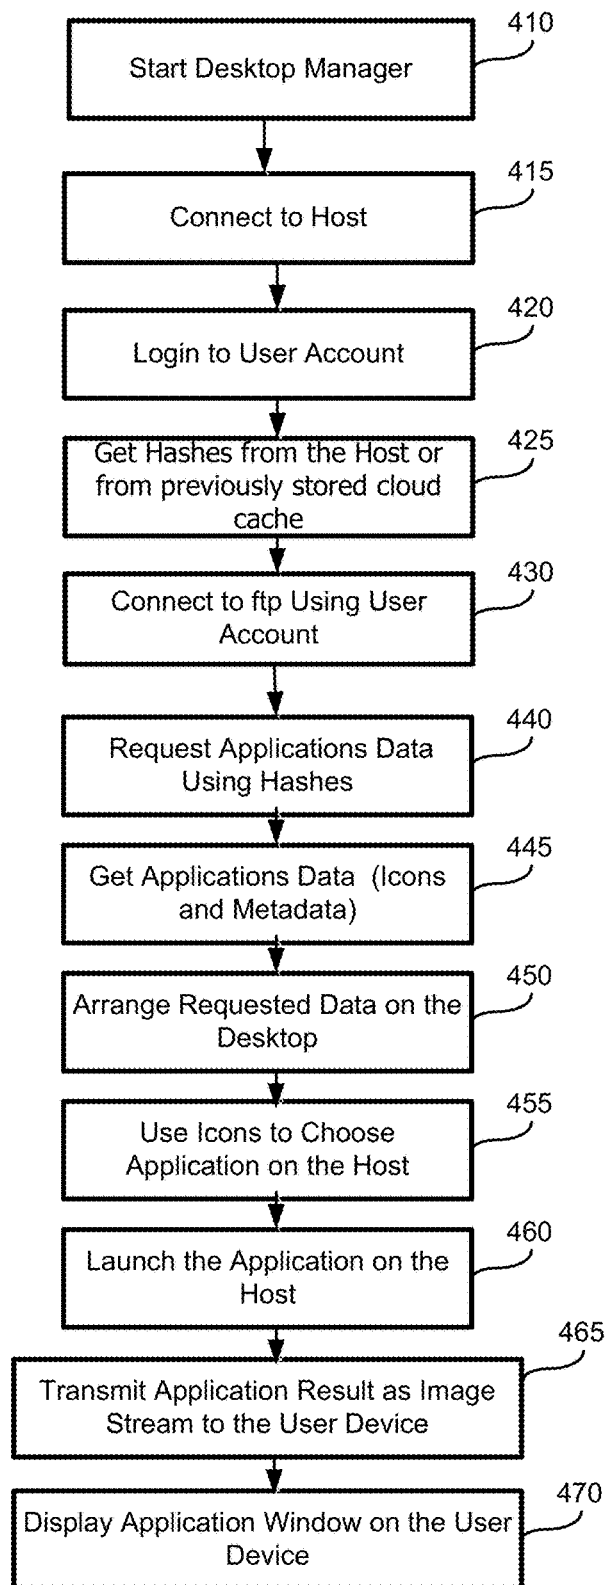 410
Start Desktop Manager
415
Connect to Host
420
Login to User Account
425
Get Hashes from the Host or
from previously stored cloud
cache
430
Connect to ftp Using User
Account
440
Request Applications Data
Using Hashes
445
Get Applications Data (Icons
and Metadata)
450
Arrange Requested Data on the
Desktop
455
Use Icons to Choose
Application on the Host
460
Launch the Application on the
Host
465
Transmit Application Result as Image
Stream to the User Device
470
Display Application Window on the User
Device